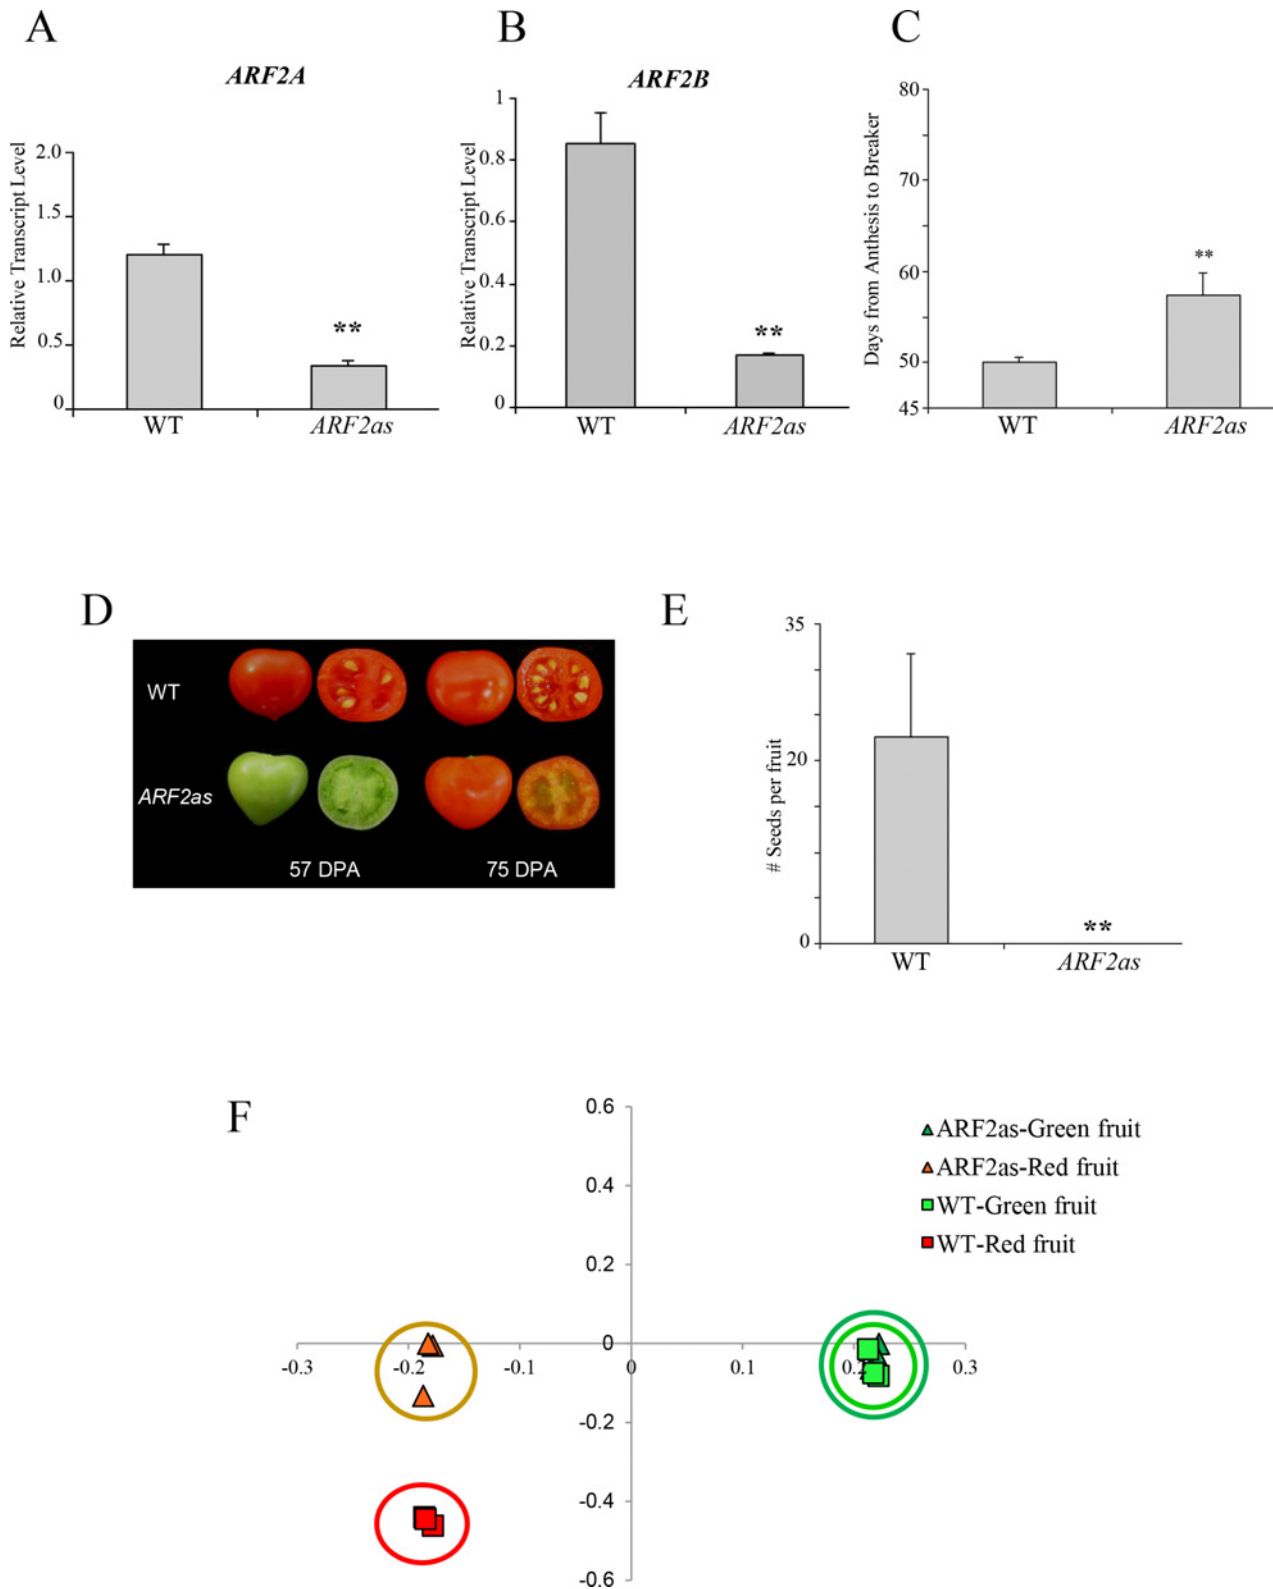 A
ARF2A
Relative Transcript Level
2.0
1.5
1.0
0.5
0
**
WT
ARF2as
B
ARF2B
Relative Transcript Level
1
0.8
0.6
0.4
0.2
0
**
WT
ARF2as
C
Days from Anthesis to Breaker
80
70
60
50
45
**
WT
ARF2as
D
WT
ARF2as
57 DPA
75 DPA
E
# Seeds per fruit
35
20
0
**
WT
ARF2as
F
0.6
0.4
0.2
0
-0.2
-0.4
-0.6
-0.3
-0.2
-0.1
0
0.1
0.3
ARF2as-Green fruit
ARF2as-Red fruit
WT-Green fruit
WT-Red fruit